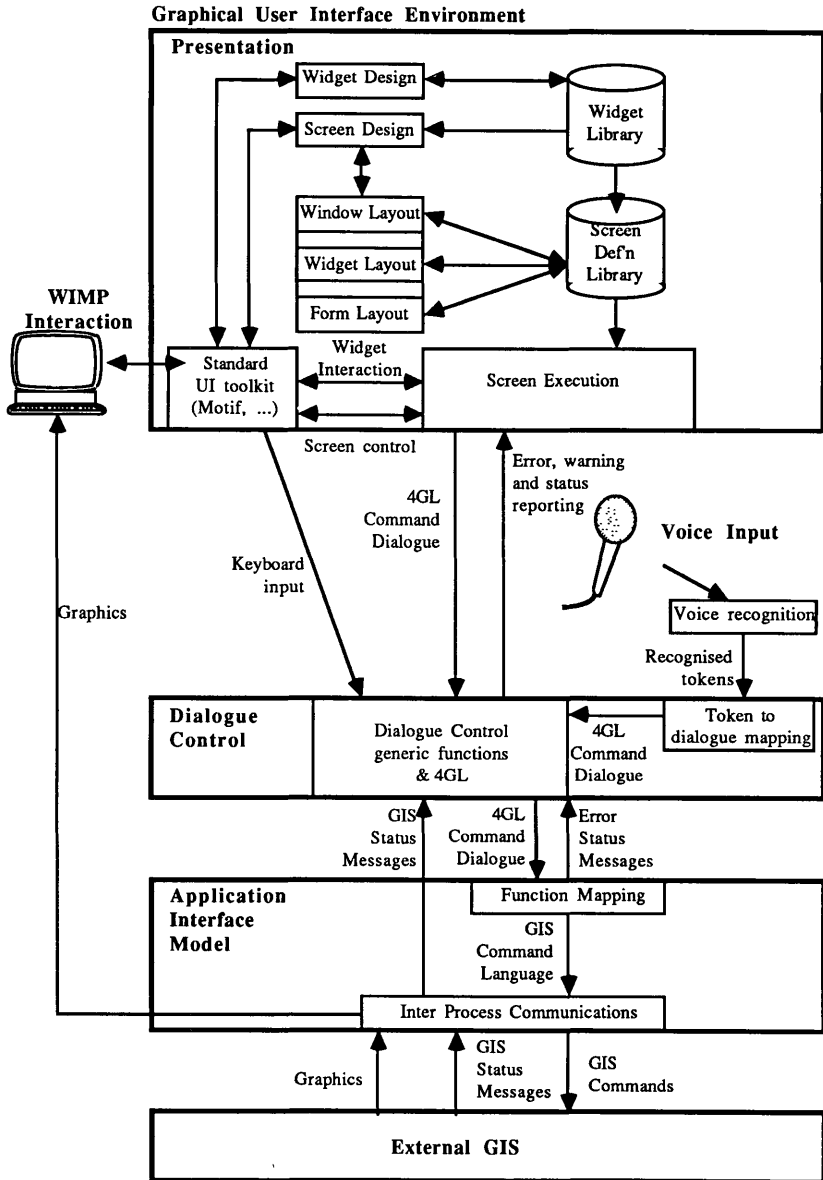 Graphical User Interface Environment
Presentation
Widget Design
Widget
Library
Screen Design
Window Layout
Widget Layout
Form Layout
Screen
Def'n
Library
WIMP
Interaction
Standard
UI toolkit
(Motif, ...)
Widget
Interaction
Screen Execution
Screen control
4GL
Command
Dialogue
Error, warning
and status
reporting
Voice Input
Keyboard
input
Graphics
Voice recognition
Recognised
tokens
Dialogue
Control
Dialogue Control
generic functions
& 4GL
4GL
Command
Dialogue
Token to
dialogue mapping
GIS
Status
Messages
4GL
Command
Dialogue
Error
Status
Messages
Application
Interface
Model
Function Mapping
GIS
Command
Language
Inter Process Communications
Graphics
GIS
Status
Messages
GIS
Commands
External GIS